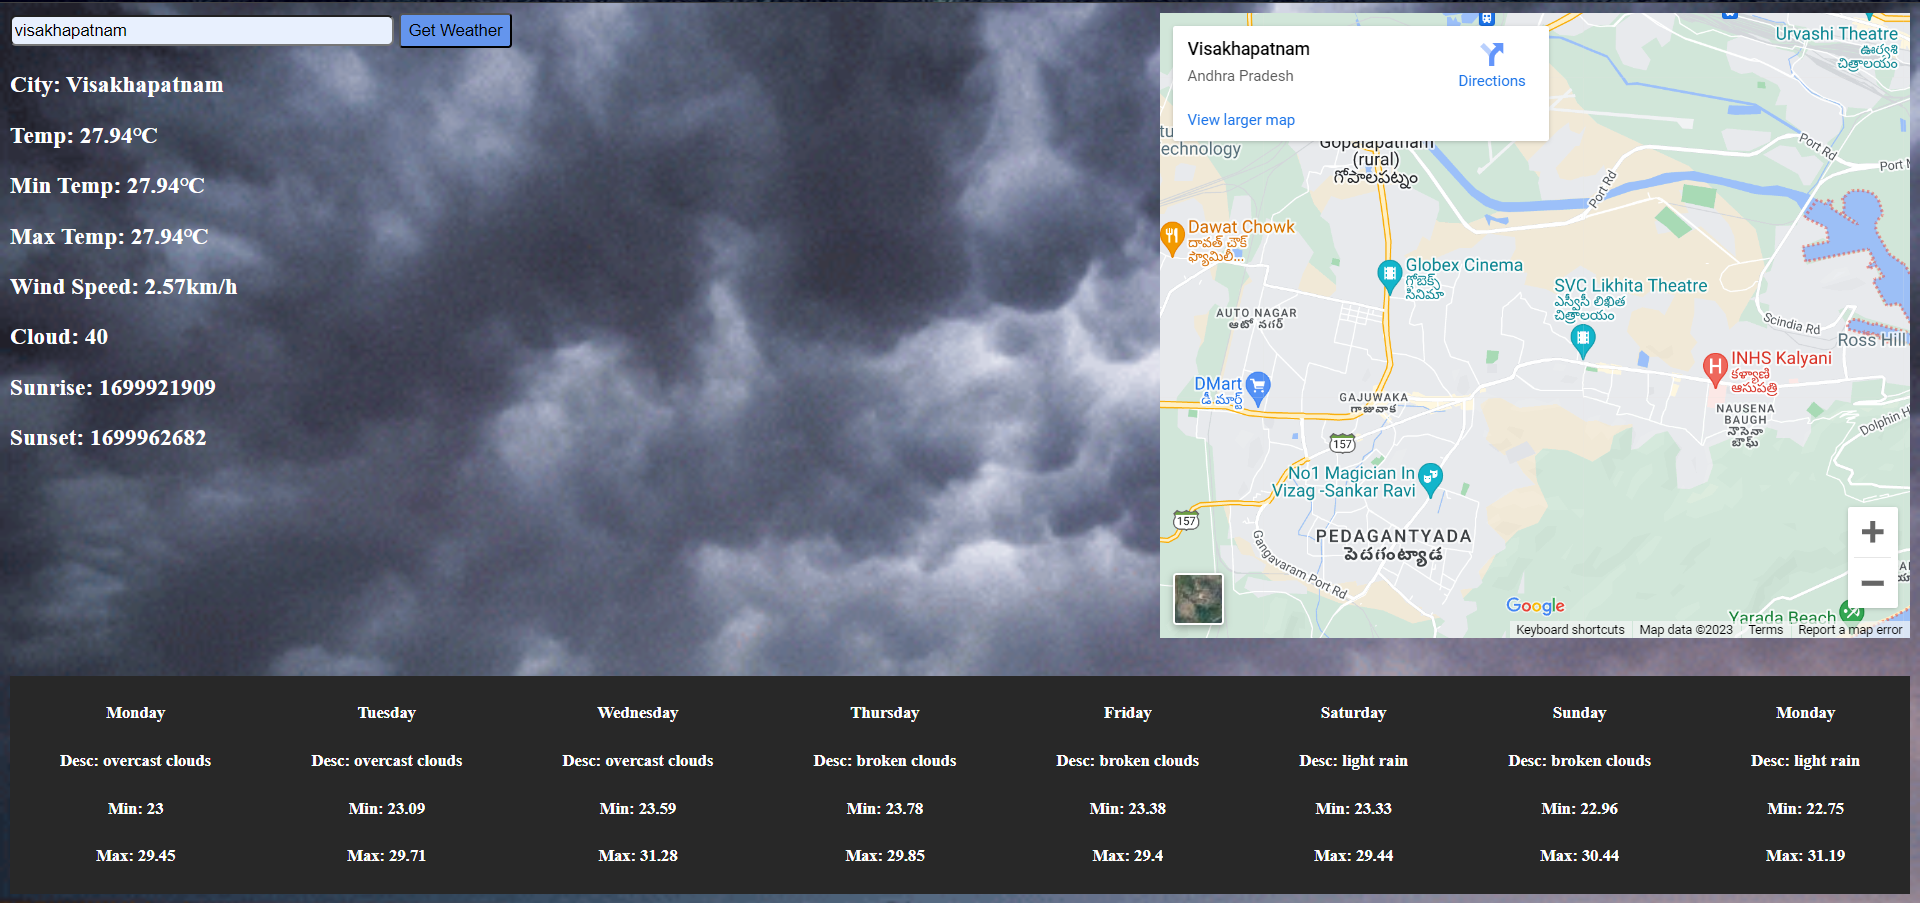 visakhapatnam
Get Weather
City: Visakhapatnam
Temp: 27.94°C
Min Temp: 27.94°C
Max Temp: 27.94°C
Wind Speed: 2.57km/h
Cloud: 40
Sunrise: 1699921909
Sunset: 1699962682
Visakhapatnam
Andhra Pradesh
Directions
View larger map
Urvashi Theatre
ఊర్వశి
చిత్రాలయం
echnology
Gopalapatnam
(rural)
గోపాలపట్నం
Port Rd
Port
Port Rd
Dawat Chowk
దావత్ చౌక్
ఫ్యామిలీ...
Globex Cinema
గ్లోబెక్స్
సినిమా
SVC Likhita Theatre
ఎస్వీసీ లిఖిత
చిత్రాలయం
AUTO NAGAR
ఆటో నగర్
Scindia Rd
Ross Hill
INHS Kalyani
కళ్యాణి
ఆసుపత్రి
DMart
డీ మార్ట్
GAJUWAKA
గాజువాక
NAUSENA
BAUGH
నౌసేనా
బాఘ్
Dolphin H
157
No1 Magician In
Vizag -Sankar Ravi
157
PEDAGANTYADA
పెదగంట్యాడ
Gangavaram Port Rd
Yarada Beach
Google
Keyboard shortcuts
Map data ©2023
Terms
Report a map error
Monday
Tuesday
Wednesday
Thursday
Friday
Saturday
Sunday
Monday
Desc: overcast clouds
Desc: overcast clouds
Desc: overcast clouds
Desc: broken clouds
Desc: broken clouds
Desc: light rain
Desc: broken clouds
Desc: light rain
Min: 23
Min: 23.09
Min: 23.59
Min: 23.78
Min: 23.38
Min: 23.33
Min: 22.96
Min: 22.75
Max: 29.45
Max: 29.71
Max: 31.28
Max: 29.85
Max: 29.4
Max: 29.44
Max: 30.44
Max: 31.19